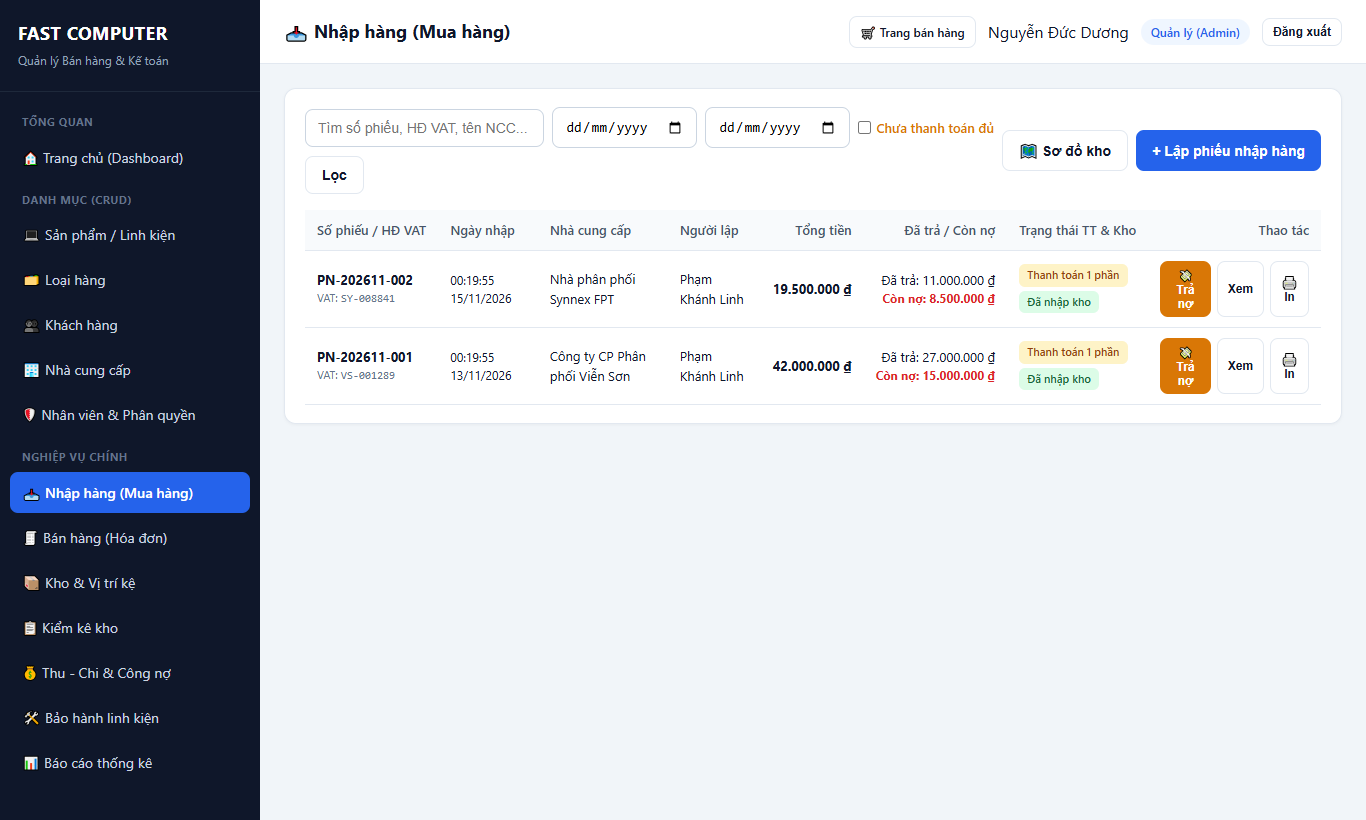 FAST COMPUTER
Quản lý Bán hàng & Kế toán
TỔNG QUAN
Trang chủ (Dashboard)
DANH MỤC (CRUD)
Sản phẩm / Linh kiện
Loại hàng
Khách hàng
Nhà cung cấp
Nhân viên & Phân quyền
NGHIỆP VỤ CHÍNH
Nhập hàng (Mua hàng)
Bán hàng (Hóa đơn)
Kho & Vị trí kệ
Kiểm kê kho
Thu - Chi & Công nợ
Bảo hành linh kiện
Báo cáo thống kê
Nhập hàng (Mua hàng)
Trang bán hàng
Nguyễn Đức Dương
Quản lý (Admin)
Đăng xuất
Tìm số phiếu, HĐ VAT, tên NCC...
dd/mm/yyyy
dd/mm/yyyy
Chưa thanh toán đủ
Lọc
Sơ đồ kho
+ Lập phiếu nhập hàng
Số phiếu / HĐ VAT
Ngày nhập
Nhà cung cấp
Người lập
Tổng tiền
Đã trả / Còn nợ
Trạng thái TT & Kho
Thao tác
PN-202611-002
VAT: SY-008841
00:19:55
15/11/2026
Nhà phân phối
Synnex FPT
Phạm
Khánh Linh
19.500.000 ₫
Đã trả: 11.000.000 ₫
Còn nợ: 8.500.000 ₫
Thanh toán 1 phần
Đã nhập kho
Trả
nợ
Xem
In
PN-202611-001
VAT: VS-001289
00:19:55
13/11/2026
Công ty CP Phân
phối Viễn Sơn
Phạm
Khánh Linh
42.000.000 ₫
Đã trả: 27.000.000 ₫
Còn nợ: 15.000.000 ₫
Thanh toán 1 phần
Đã nhập kho
Trả
nợ
Xem
In